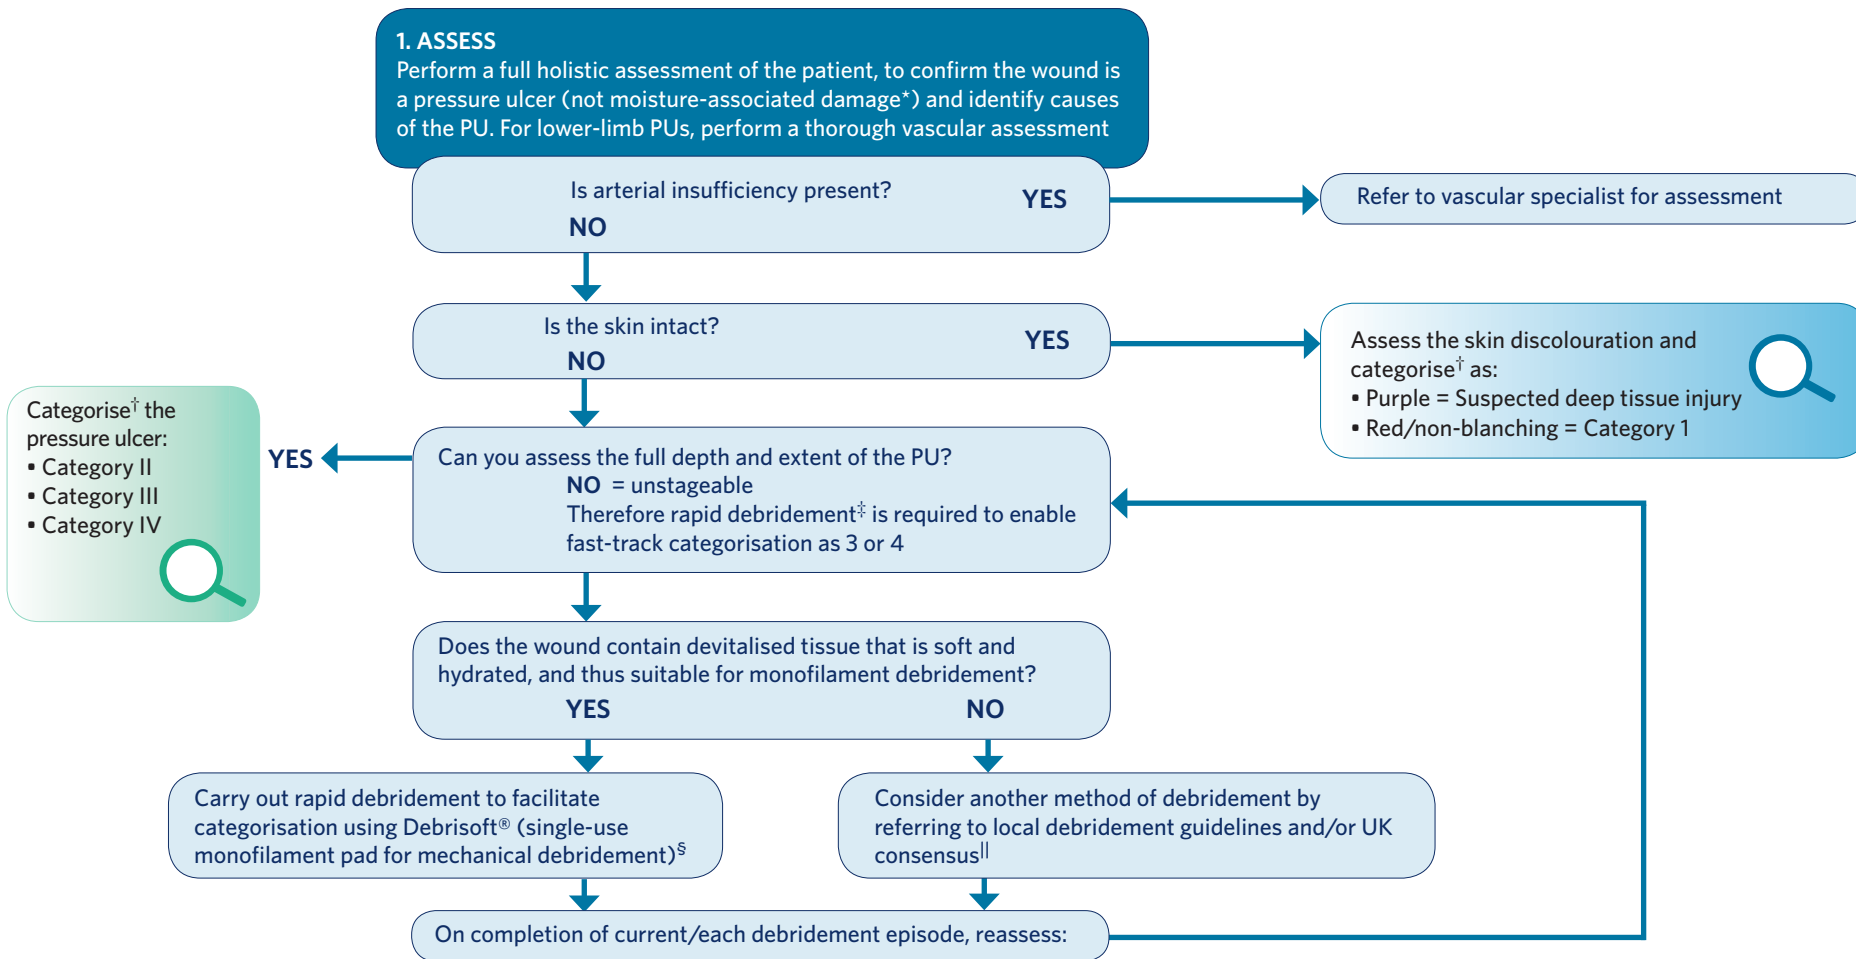 1. ASSESS
Perform a full holistic assessment of the patient, to confirm the wound is
a pressure ulcer (not moisture-associated damage*) and identify causes
of the PU. For lower-limb PUs, perform a thorough vascular assessment
Is arterial insufficiency present?
YES
NO
Refer to vascular specialist for assessment
Is the skin intact?
YES
NO
Assess the skin discolouration and
categorise† as:
• Purple = Suspected deep tissue injury
• Red/non-blanching = Category 1
Categorise† the
pressure ulcer:
• Category II
• Category III
• Category IV
YES
Can you assess the full depth and extent of the PU?
NO = unstageable
Therefore rapid debridement‡ is required to enable
fast-track categorisation as 3 or 4
Does the wound contain devitalised tissue that is soft and
hydrated, and thus suitable for monofilament debridement?
YES
NO
Carry out rapid debridement to facilitate
categorisation using Debrisoft® (single-use
monofilament pad for mechanical debridement)§
Consider another method of debridement by
referring to local debridement guidelines and/or UK
consensus||
On completion of current/each debridement episode, reassess: